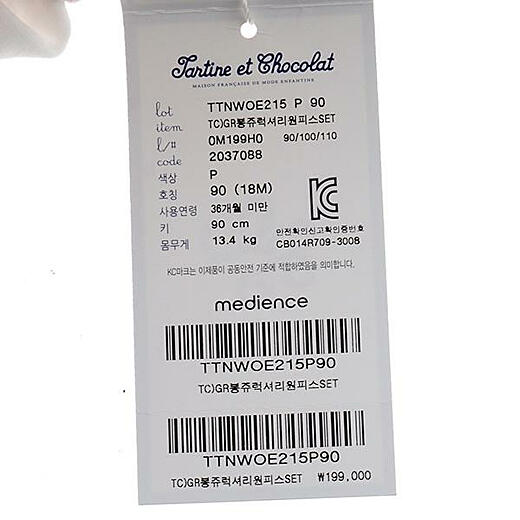 Tartine et Chocolat
MAISON FRANÇAISE DE MODE ENFANTINE
lot TTNWOE215 P 90
item TC)GR봉쥬럭셔리원피스SET
l/# 0M199H0 90/100/110
code 2037088
색상 P
호칭 90 (18M)
사용연령 36개월 미만
키 90 cm
몸무게 13.4 kg
안전확인신고확인증번호
CB014R709-3008
KC마크는 이제품이 공동안전 기준에 적합하였음을 의미합니다.
medience
TTNWOE215P90
TC)GR봉쥬럭셔리원피스SET
TTNWOE215P90
TC)GR봉쥬럭셔리원피스SET ₩199,000